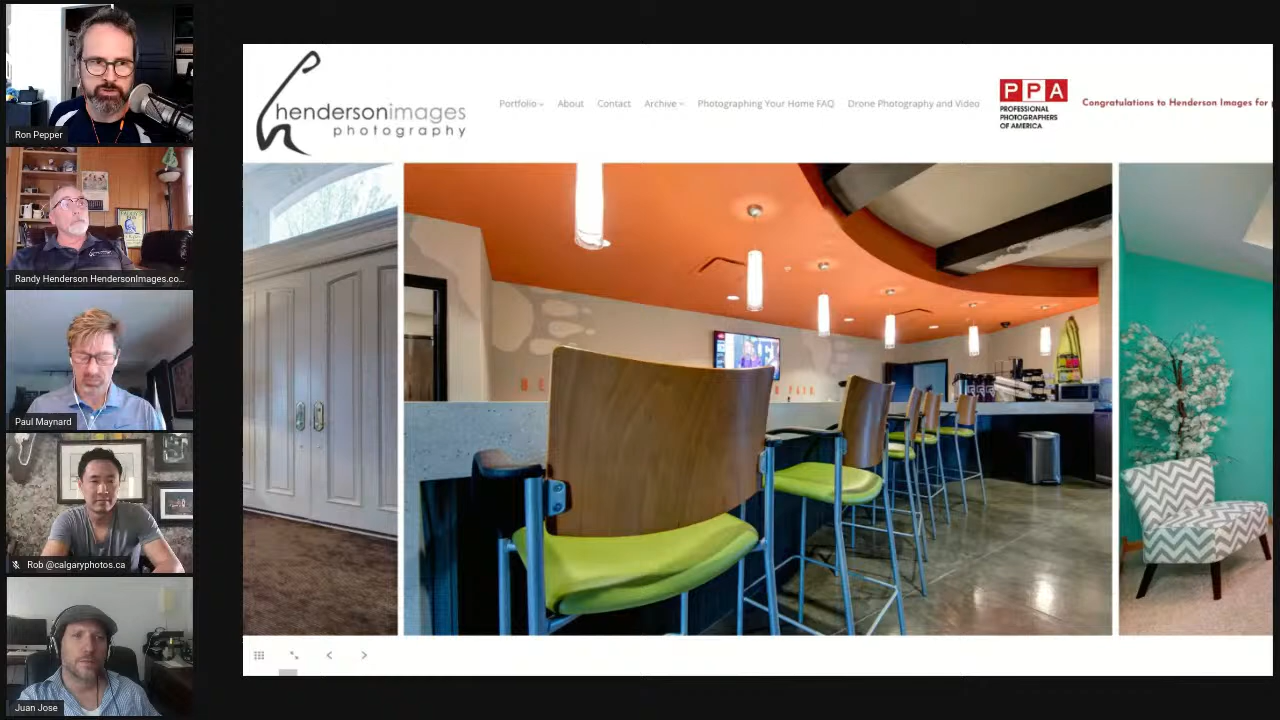 Ron Pepper
Randy Henderson HendersonImages.co...
Paul Maynard
Rob @calgaryphotos.ca
Juan Jose
hendersonimages
photography
Portfolio
About
Contact
Archive
Photographing Your Home FAQ
Drone Photography and Video
PPA
PROFESSIONAL
PHOTOGRAPHERS
OF AMERICA
Congratulations to Henderson Images for